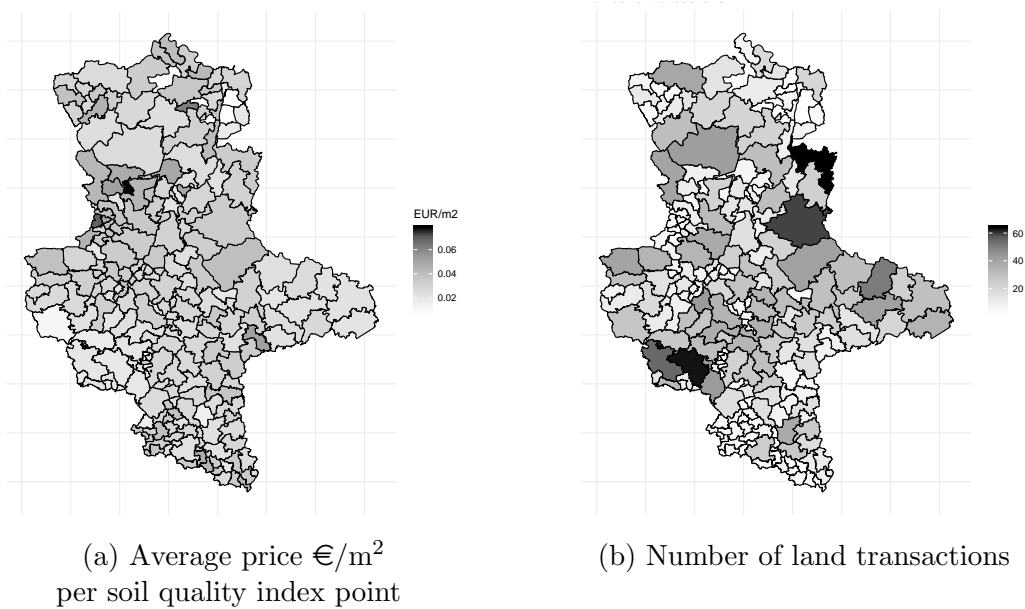 EUR/m2
0.06
0.04
0.02
60
40
20
(a) Average price €/m²
per soil quality index point
(b) Number of land transactions